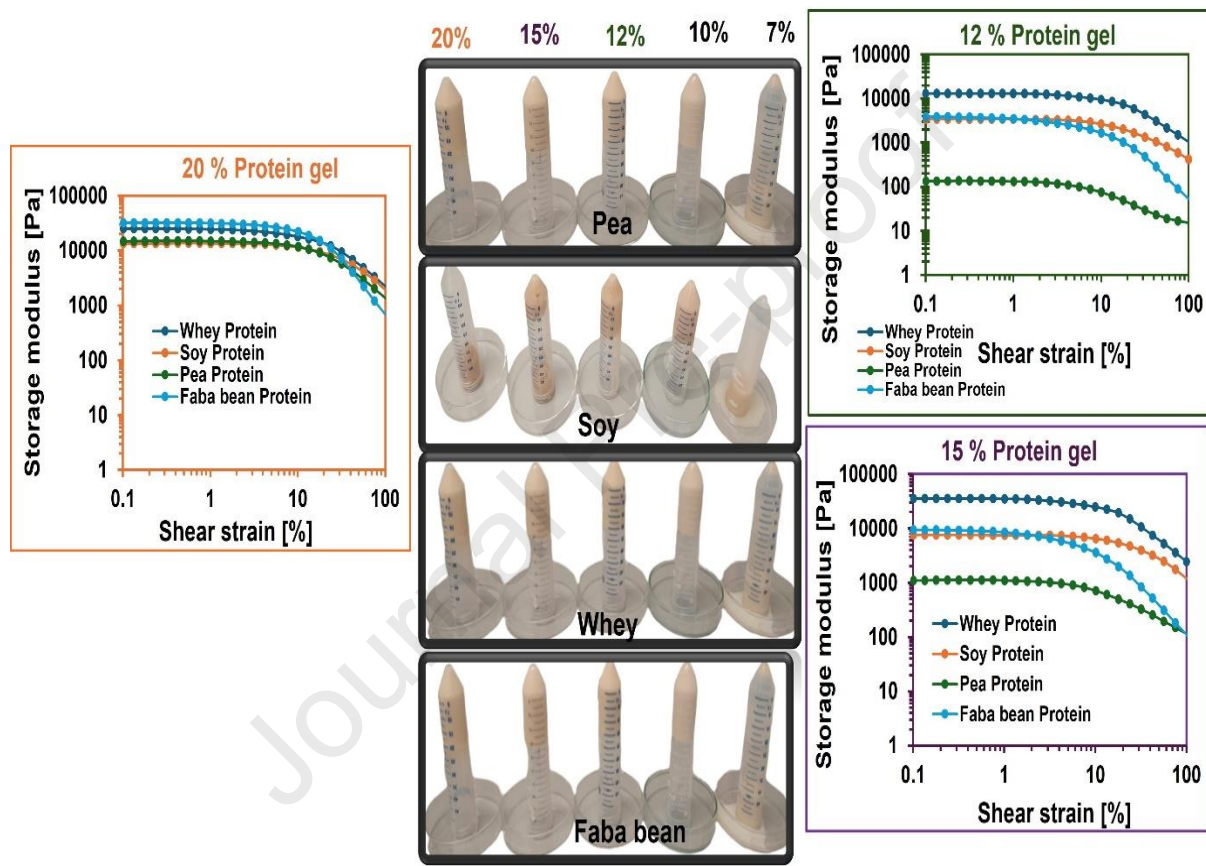 20% 15% 12% 10% 7%
Pea
Soy
Whey
Faba bean
20 % Protein gel
Storage modulus [Pa]
100000
10000
1000
100
10
1
0.1 1 10 100
Shear strain [%]
Whey Protein
Soy Protein
Pea Protein
Faba bean Protein
12 % Protein gel
Storage modulus [Pa]
100000
10000
1000
100
10
1
0.1 1 10 100
Shear strain [%]
Whey Protein
Soy Protein
Pea Protein
Faba bean Protein
15 % Protein gel
Storage modulus [Pa]
100000
10000
1000
100
10
1
0.1 1 10 100
Shear strain [%]
Whey Protein
Soy Protein
Pea Protein
Faba bean Protein
Journal Pre-proof